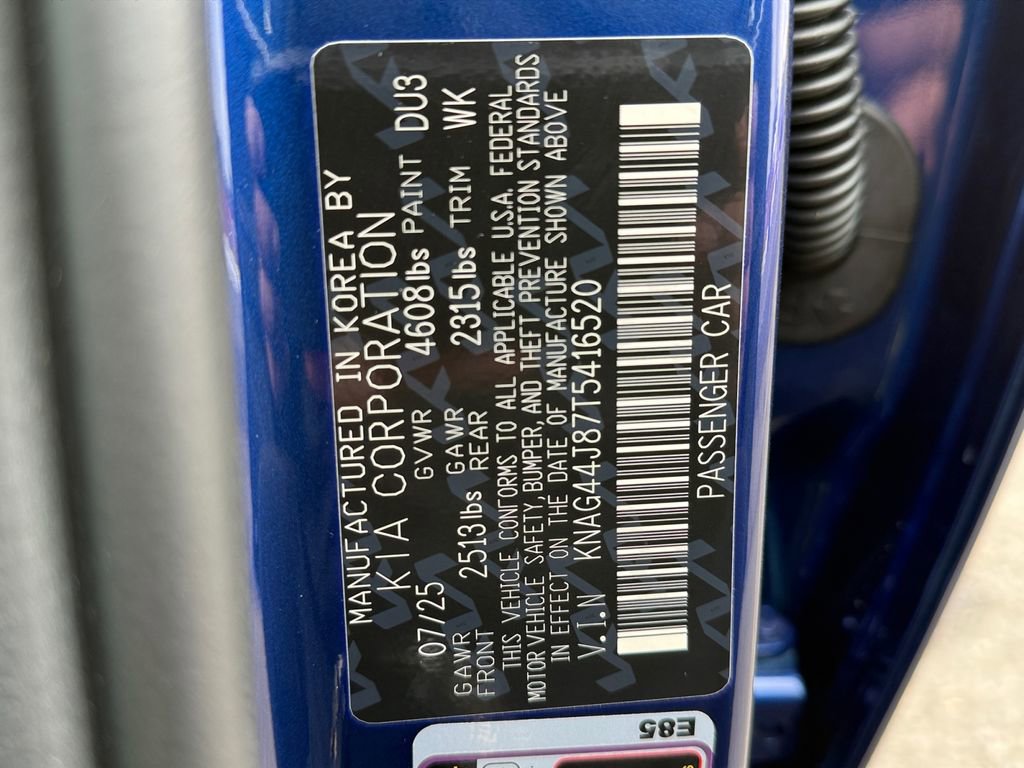 MANUFACTURED IN KOREA BY
KIA CORPORATION
07/25 GVWR 4608lbs PAINT DU3
GAWR FRONT 2513lbs GAWR REAR 2315lbs TRIM WK
THIS VEHICLE CONFORMS TO ALL APPLICABLE U.S.A. FEDERAL
MOTOR VEHICLE SAFETY, BUMPER, AND THEFT PREVENTION STANDARDS
IN EFFECT ON THE DATE OF MANUFACTURE SHOWN ABOVE
V.I.N KNAG44J87T5416520
PASSENGER CAR
E85